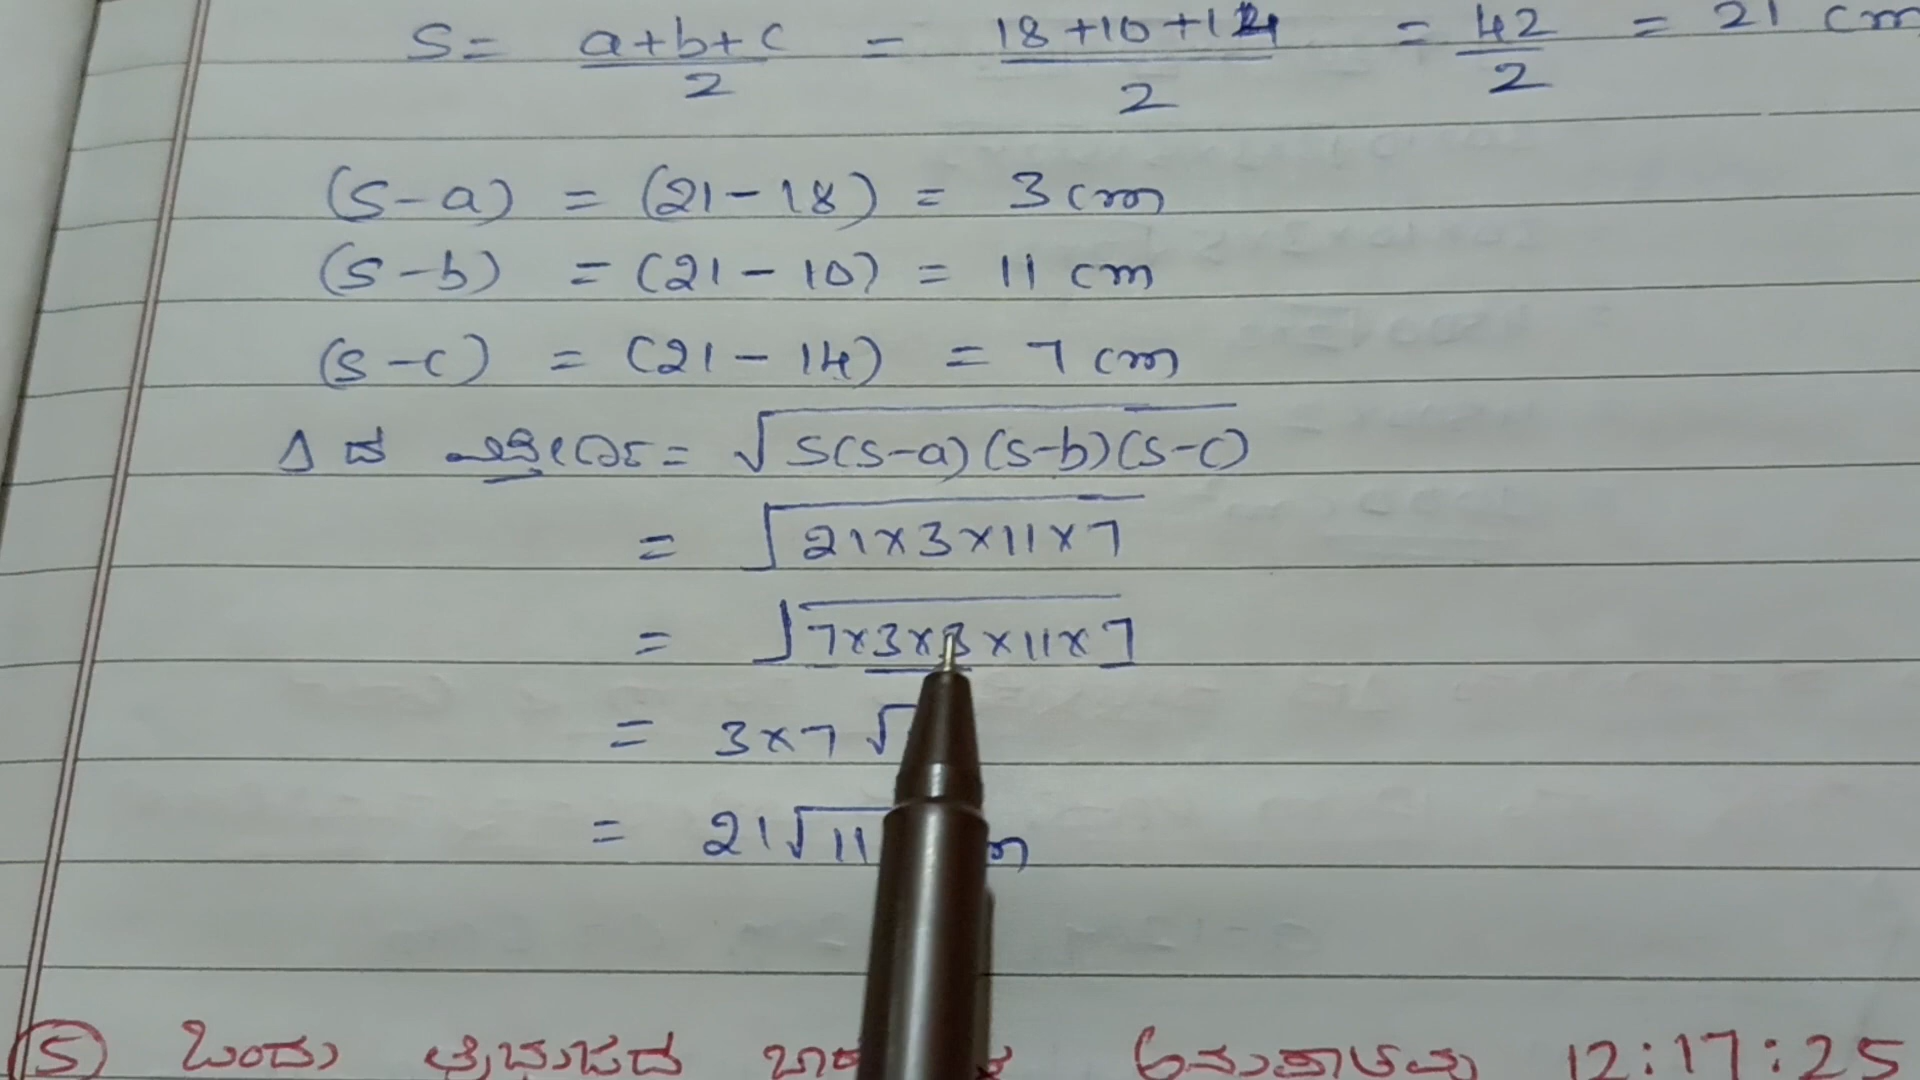 S = a+b+c/2 = 18+10+14/2 = 42/2 = 21 cm
(S-a) = (21-18) = 3 cm
(S-b) = (21-10) = 11 cm
(S-c) = (21-14) = 7 cm
Δ ದ ವಿಸ್ತೀರ್ಣ = √S(S-a)(S-b)(S-c)
= √21×3×11×7
= √7×3×3×11×7
= 3×7√
= 21√11
5) ಒಂದು ತ್ರಿಭುಜದ ಅನುಪಾತವು 12:17:25